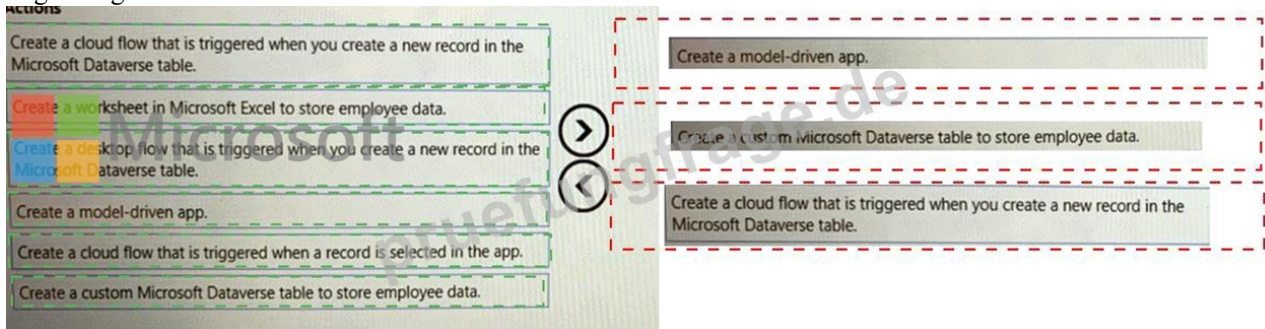 Actions
Create a cloud flow that is triggered when you create a new record in the
Microsoft Dataverse table.
Create a worksheet in Microsoft Excel to store employee data.
Create a desktop flow that is triggered when you create a new record in the
Microsoft Dataverse table.
Create a model-driven app.
Create a cloud flow that is triggered when a record is selected in the app.
Create a custom Microsoft Dataverse table to store employee data.
Create a model-driven app.
Create a custom Microsoft Dataverse table to store employee data.
Create a cloud flow that is triggered when you create a new record in the
Microsoft Dataverse table.
Microsoft
pruefungfrage.de